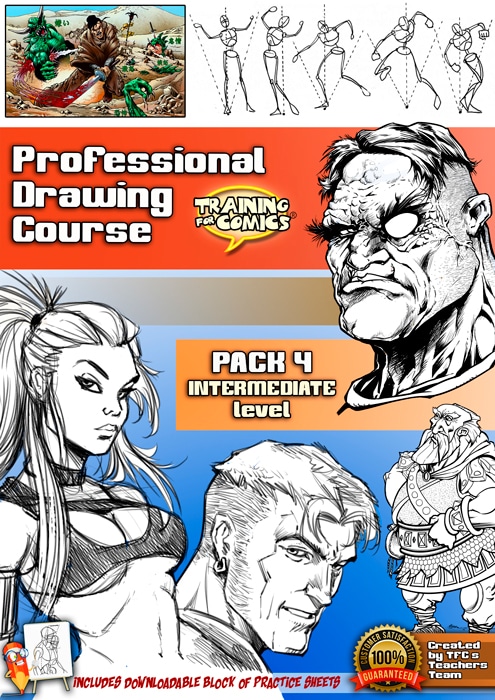 Professional
Drawing
Course
TRAINING
FOR COMICS®
PACK 4
INTERMEDIATE
level
CUSTOMER SATISFACTION
100%
GUARANTEED
Created
by TFC's
Teachers
Team
INCLUDES DOWNLOADABLE BLOCK OF PRACTICE SHEETS